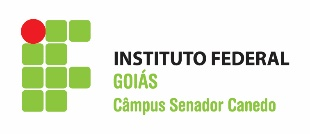 INSTITUTO FEDERAL
GOIÁS
Câmpus Senador Canedo